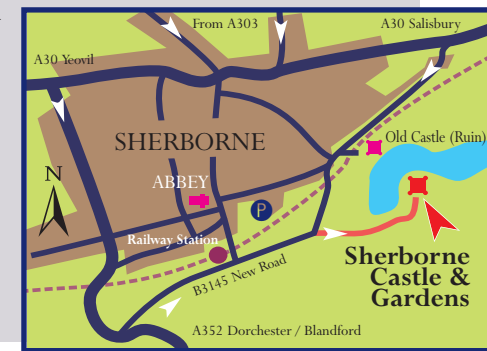 From A303
A30 Salisbury
A30 Yeovil
SHERBORNE
Old Castle (Ruin)
N
ABBEY
P
Railway Station
Sherborne
Castle &
Gardens
B3145 New Road
A352 Dorchester / Blandford